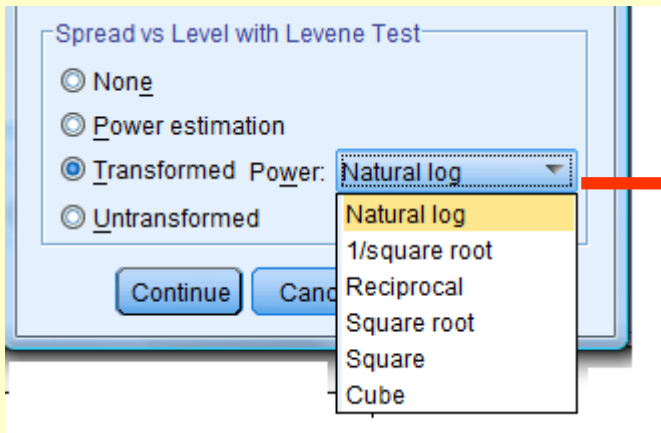 Spread vs Level with Levene Test
None
Power estimation
Transformed Power: Natural log
Untransformed
Natural log
1/square root
Reciprocal
Square root
Square
Cube
Continue